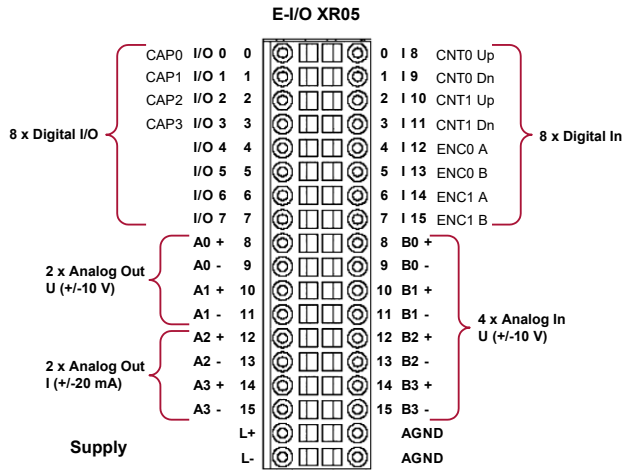 E-I/O XR05
CAP0 I/O 0 0 0 I 8 CNT0 Up
CAP1 I/O 1 1 1 I 9 CNT0 Dn
CAP2 I/O 2 2 2 I 10 CNT1 Up
CAP3 I/O 3 3 3 I 11 CNT1 Dn
8 x Digital I/O
8 x Digital In
I/O 4 4 4 I 12 ENC0 A
I/O 5 5 5 I 13 ENC0 B
I/O 6 6 6 I 14 ENC1 A
I/O 7 7 7 I 15 ENC1 B
A0 + 8 8 B0 +
A0 - 9 9 B0 -
2 x Analog Out
U (+/-10 V)
A1 + 10 10 B1 +
A1 - 11 11 B1 -
4 x Analog In
U (+/-10 V)
A2 + 12 12 B2 +
A2 - 13 13 B2 -
2 x Analog Out
I (+/-20 mA)
A3 + 14 14 B3 +
A3 - 15 15 B3 -
Supply
L+ AGND
L- AGND